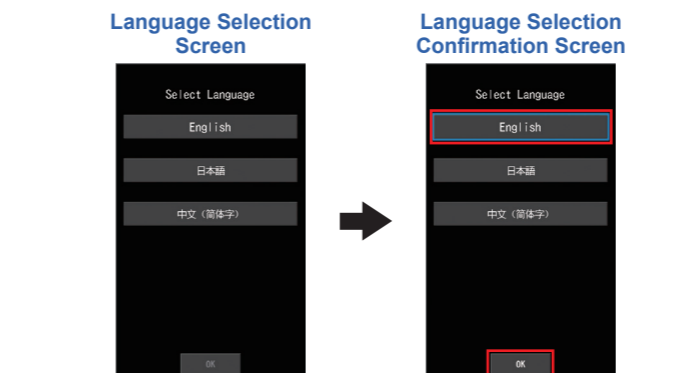 Language Selection
Screen
Select Language
English
日本語
中文（简体字）
OK
Language Selection
Confirmation Screen
Select Language
English
日本語
中文（简体字）
OK